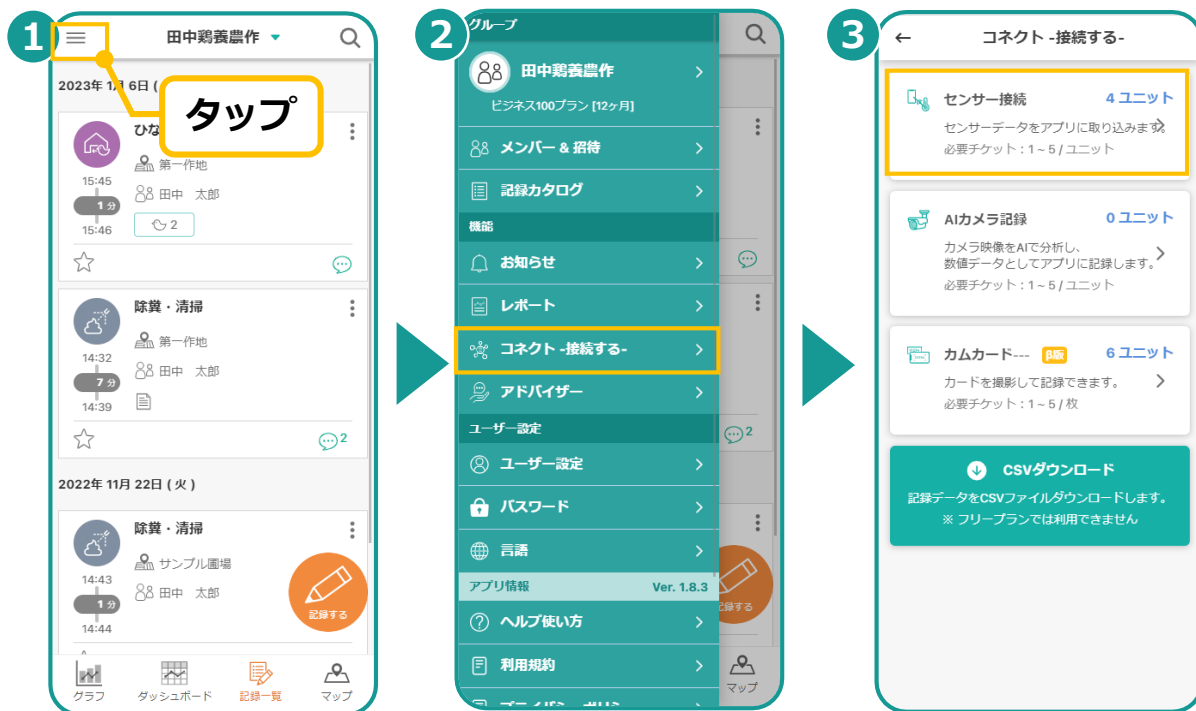 1
田中鶏養農作
2023年 1月 6日 (
タップ
ひな
第一作地
15:45
田中 太郎
1 分
15:46
2
除糞・清掃
第一作地
14:32
田中 太郎
7 分
14:39
2
2022年 11月 22日 ( 火 )
除糞・清掃
サンプル圃場
14:43
田中 太郎
1 分
14:44
記録する
グラフ
ダッシュボード
記録一覧
マップ
2
グループ
田中鶏養農作
ビジネス100プラン [12ヶ月]
メンバー & 招待
記録カタログ
機能
お知らせ
レポート
コネクト -接続する-
アドバイザー
2
ユーザー設定
ユーザー設定
パスワード
言語
アプリ情報 Ver. 1.8.3
記録する
ヘルプ使い方
利用規約
マップ
3
コネクト -接続する-
センサー接続 4 ユニット
センサーデータをアプリに取り込みます。
必要チケット : 1 ~ 5 / ユニット
AIカメラ記録 0 ユニット
カメラ映像をAIで分析し、
数値データとしてアプリに記録します。
必要チケット : 1 ~ 5 / ユニット
カムカード--- β版 6 ユニット
カードを撮影して記録できます。
必要チケット : 1 ~ 5 / 枚
CSVダウンロード
記録データをCSVファイルダウンロードします。
※ フリープランでは利用できません